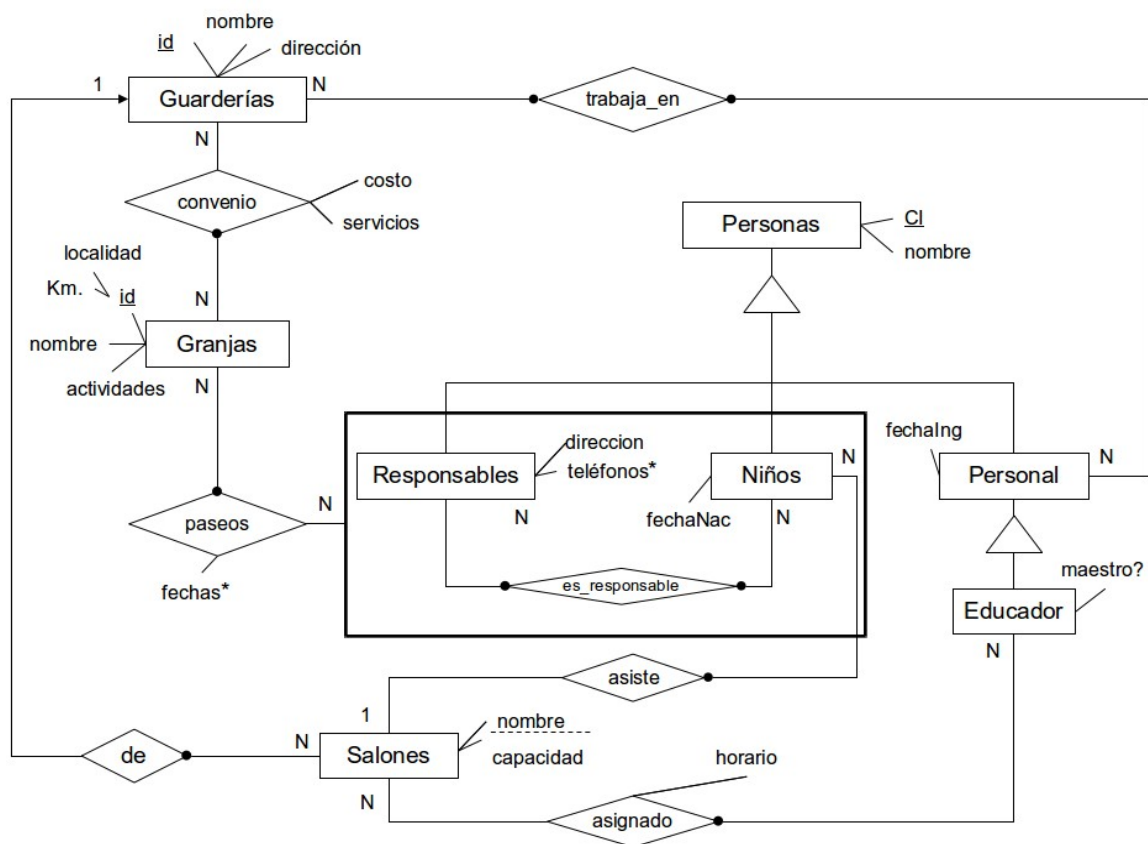 nombre
id
dirección
1
N
Guarderías
trabaja_en
N
convenio
costo
servicios
Personas
CI
nombre
localidad
Km.
id
N
nombre
Granjas
actividades
N
direccion
fechaIng
Responsables
teléfonos*
Niños
N
Personal
N
N
fechaNac
N
paseos
N
es_responsable
maestro?
fechas*
Educador
N
asiste
1
nombre
de
N
Salones
capacidad
horario
N
asignado